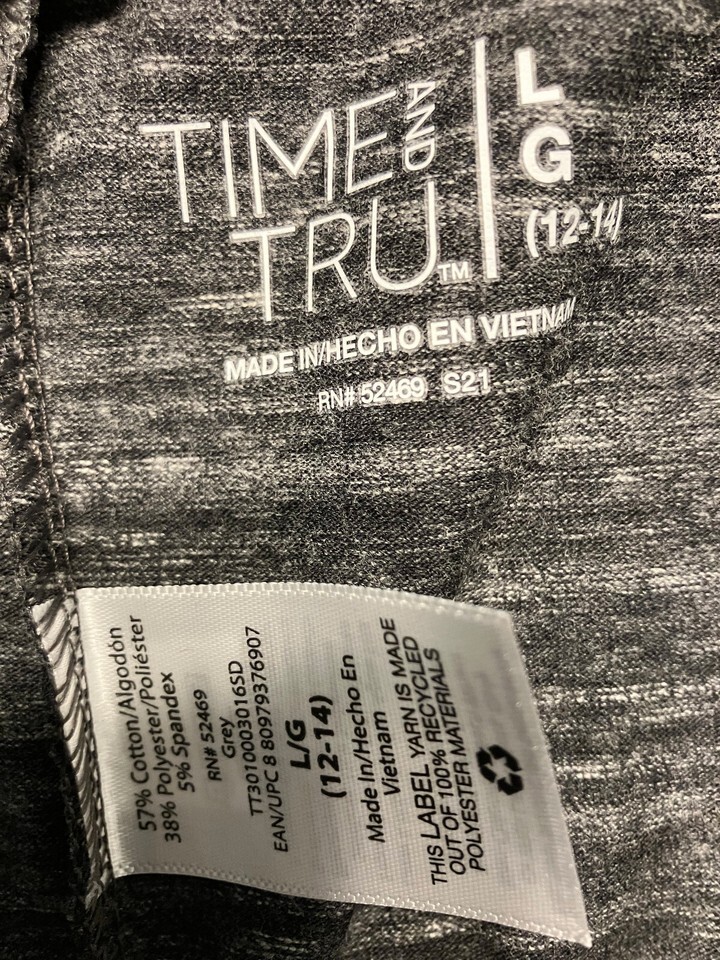 TIME AND
TRU™
L
G
(12-14)
MADE IN/HECHO EN VIETNAM
RN# 52469 S21
57% Cotton/Algodón
38% Polyester/Poliéster
5% Spandex
RN# 52469
Grey
TT3010003016SD
EAN/UPC 8 80979376907
L/G
(12-14)
Made In/Hecho En
Vietnam
THIS LABEL YARN IS MADE
OUT OF 100% RECYCLED
POLYESTER MATERIALS